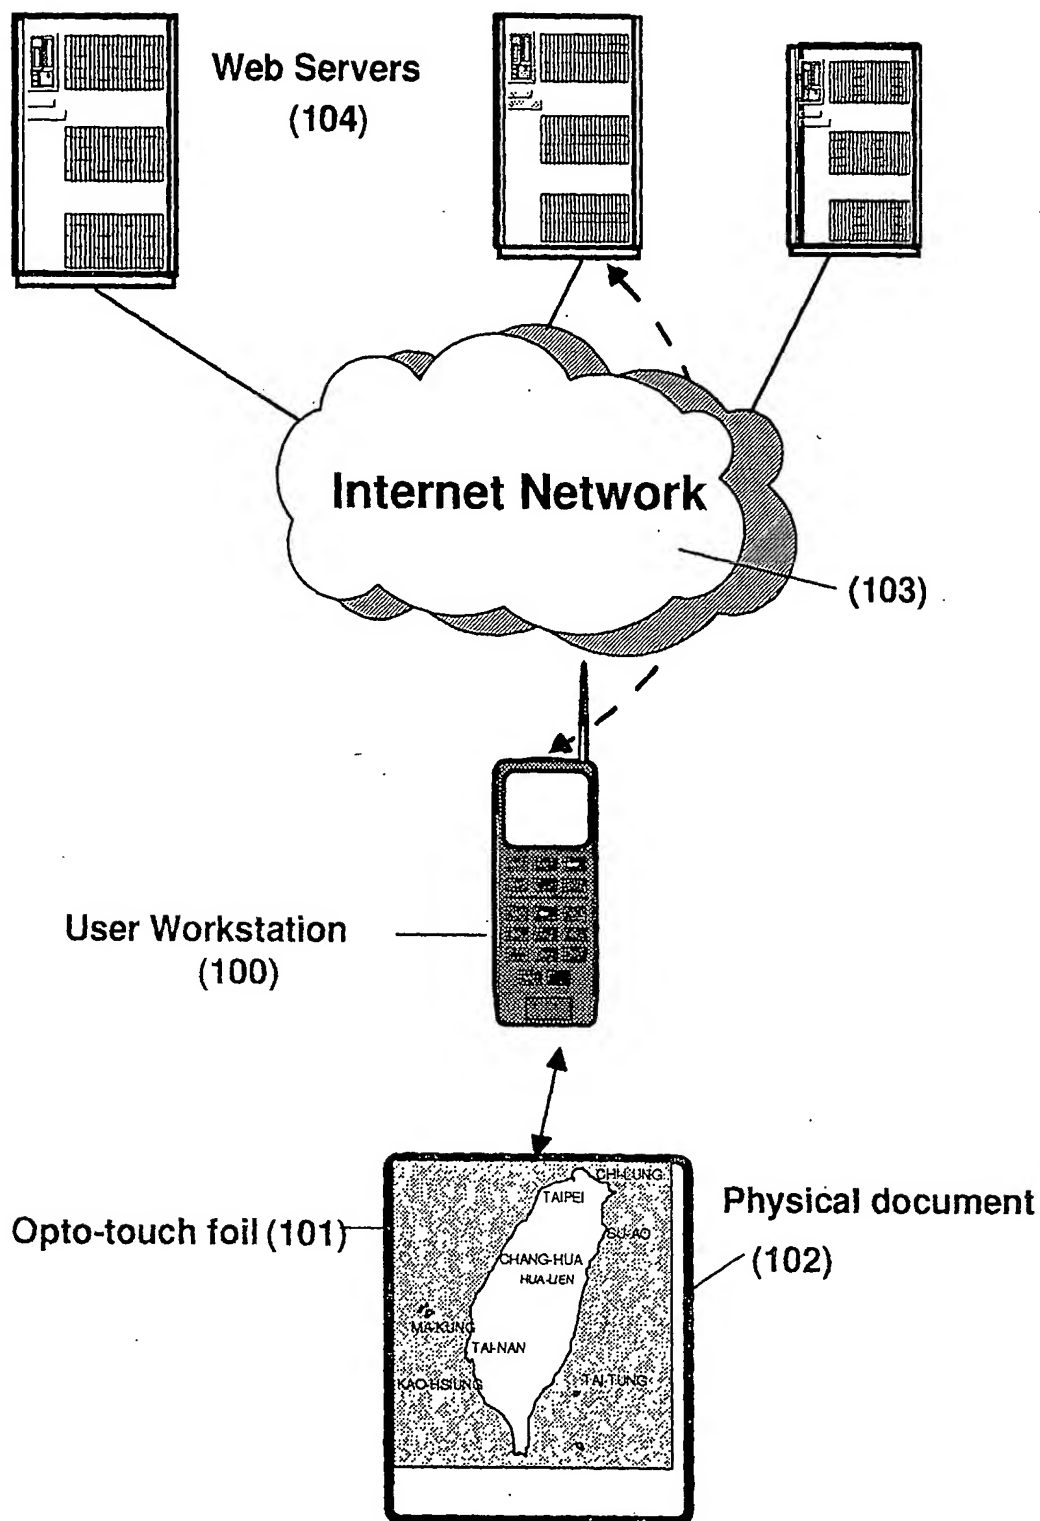 Web Servers
(104)
Internet Network
(103)
User Workstation
(100)
Opto-touch foil (101)
Physical document
(102)
CHI-LUNG
TAIPEI
SU-AO
CHANG-HUA
HUA-LIEN
MA-KUNG
TAI-NAN
KAO-HSIUNG
TAI-TUNG